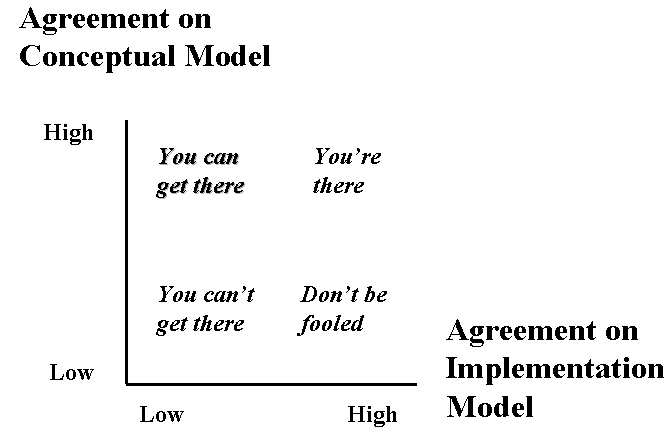 Agreement on
Conceptual Model
High
You can
get there
You're
there
You can't
get there
Don't be
fooled
Low
Low
High
Agreement on
Implementation
Model